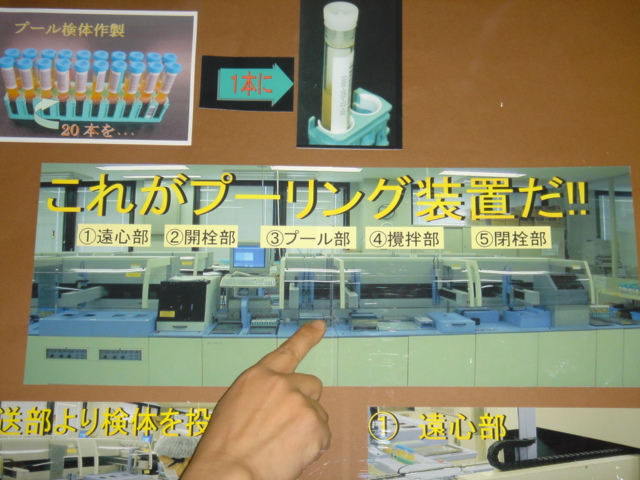 プール検体作製
20本を...
1本に
これがプーリング装置だ!!
①遠心部 ②開栓部 ③プール部 ④攪拌部 ⑤閉栓部
送部より検体を投
① 遠心部